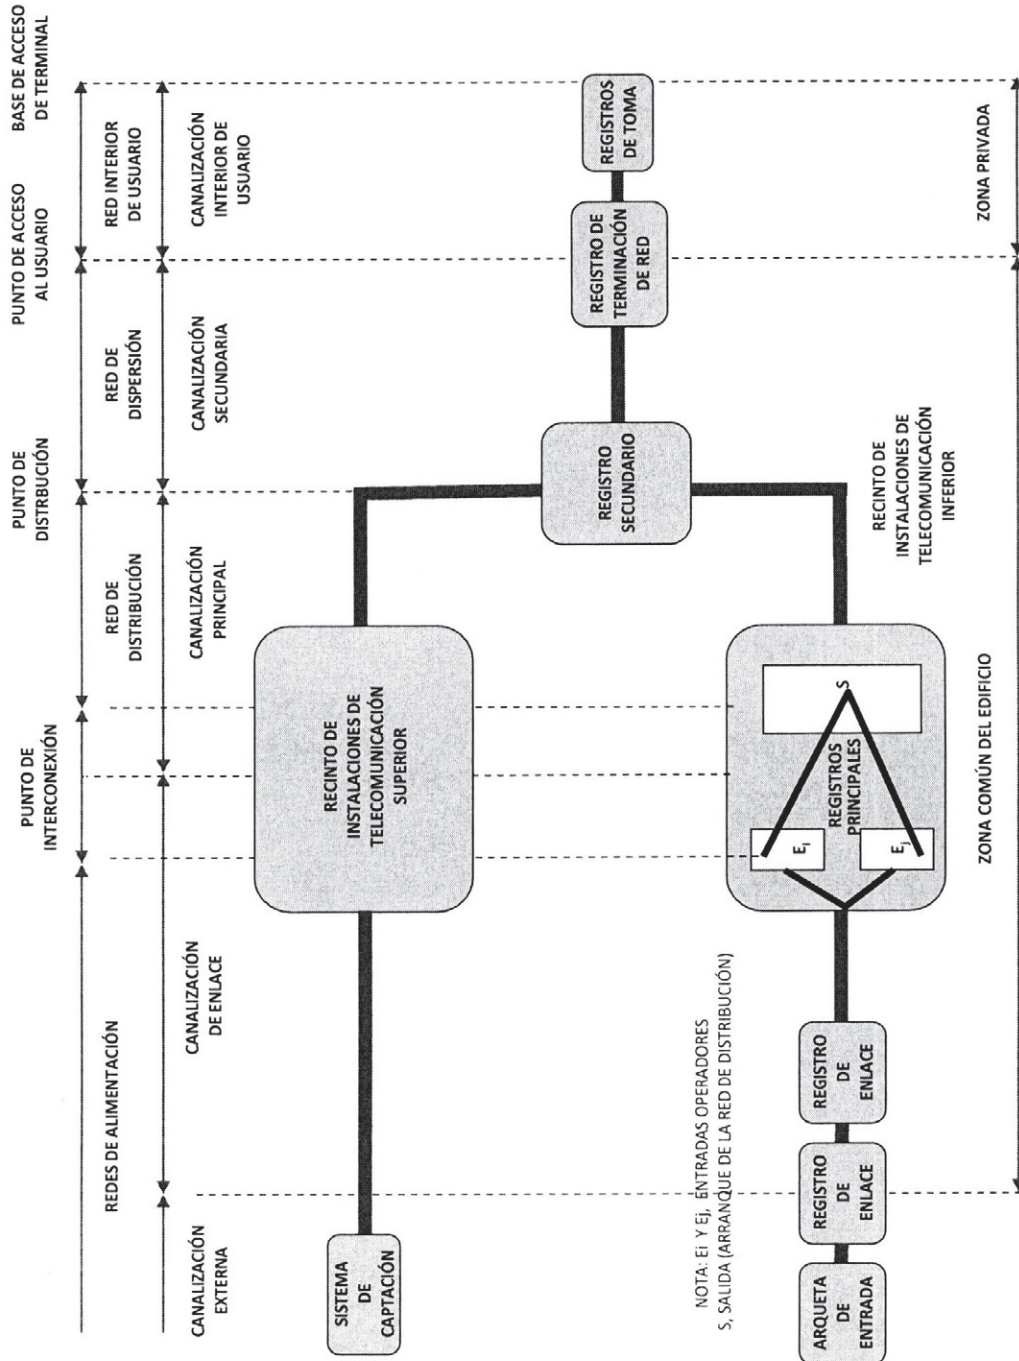 PUNTO DE
INTERCONEXIÓN
PUNTO DE
DISTRBUCIÓN
PUNTO DE ACCESO
AL USUARIO
BASE DE ACCESO
DE TERMINAL
REDES DE ALIMENTACIÓN
RED DE
DISTRIBUCIÓN
RED DE
DISPERSIÓN
RED INTERIOR
DE USUARIO
CANALIZACIÓN
EXTERNA
CANALIZACIÓN
DE ENLACE
CANALIZACIÓN
PRINCIPAL
CANALIZACIÓN
SECUNDARIA
CANALIZACIÓN
INTERIOR DE
USUARIO
SISTEMA
DE
CAPTACIÓN
RECINTO DE
INSTALACIONES DE
TELECOMUNICACIÓN
SUPERIOR
REGISTRO
SECUNDARIO
REGISTRO DE
TERMINACIÓN
DE RED
REGISTROS
DE TOMA
NOTA: Ei Y Ej, ENTRADAS OPERADORES
S, SALIDA (ARRANQUE DE LA RED DE DISTRIBUCIÓN)
ARQUETA
DE
ENTRADA
REGISTRO
DE
ENLACE
REGISTRO
DE
ENLACE
Ei
Ej
REGISTROS
PRINCIPALES
S
RECINTO DE
INSTALACIONES DE
TELECOMUNICACIÓN
INFERIOR
ZONA COMÚN DEL EDIFICIO
ZONA PRIVADA